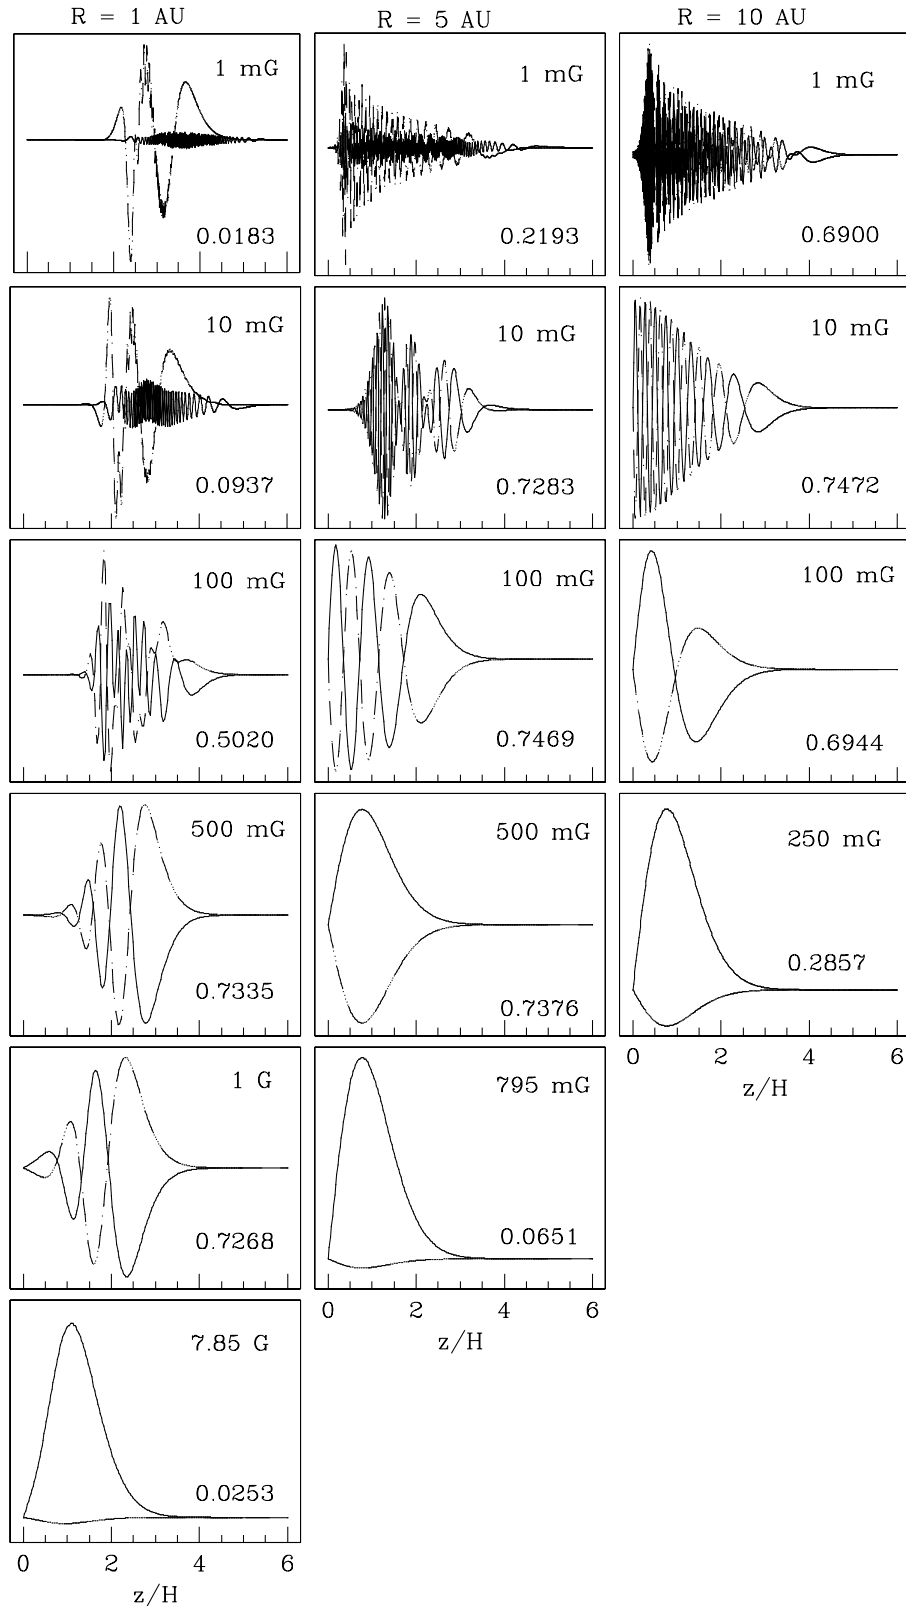 R = 1 AU
R = 5 AU
R = 10 AU
1 mG
0.0183
1 mG
0.2193
1 mG
0.6900
10 mG
0.0937
10 mG
0.7283
10 mG
0.7472
100 mG
0.5020
100 mG
0.7469
100 mG
0.6944
500 mG
0.7335
500 mG
0.7376
250 mG
0.2857
0 2 4 6
z/H
1 G
0.7268
795 mG
0.0651
0 2 4 6
z/H
7.85 G
0.0253
0 2 4 6
z/H